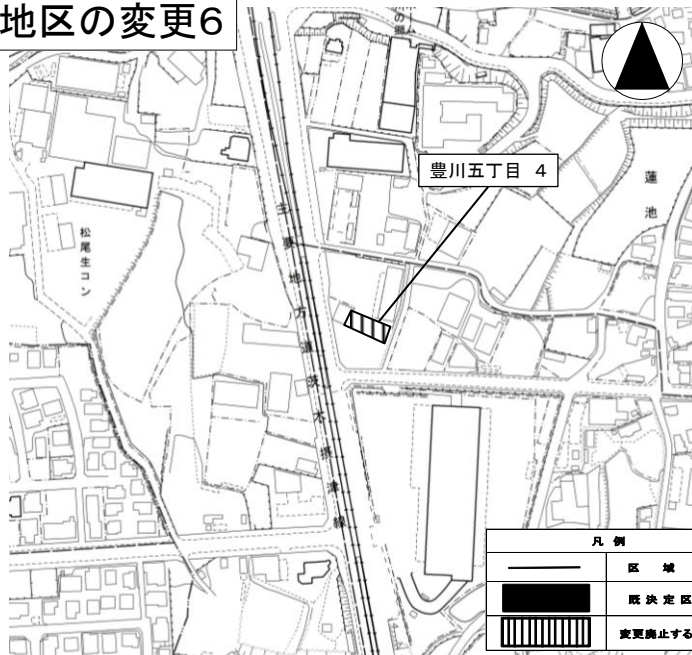 地区の変更6
の郷
豊川五丁目 4
蓮池
松尾生コン
主要地方道茨木摂津線
凡例
区域
既決定区
変更廃止する